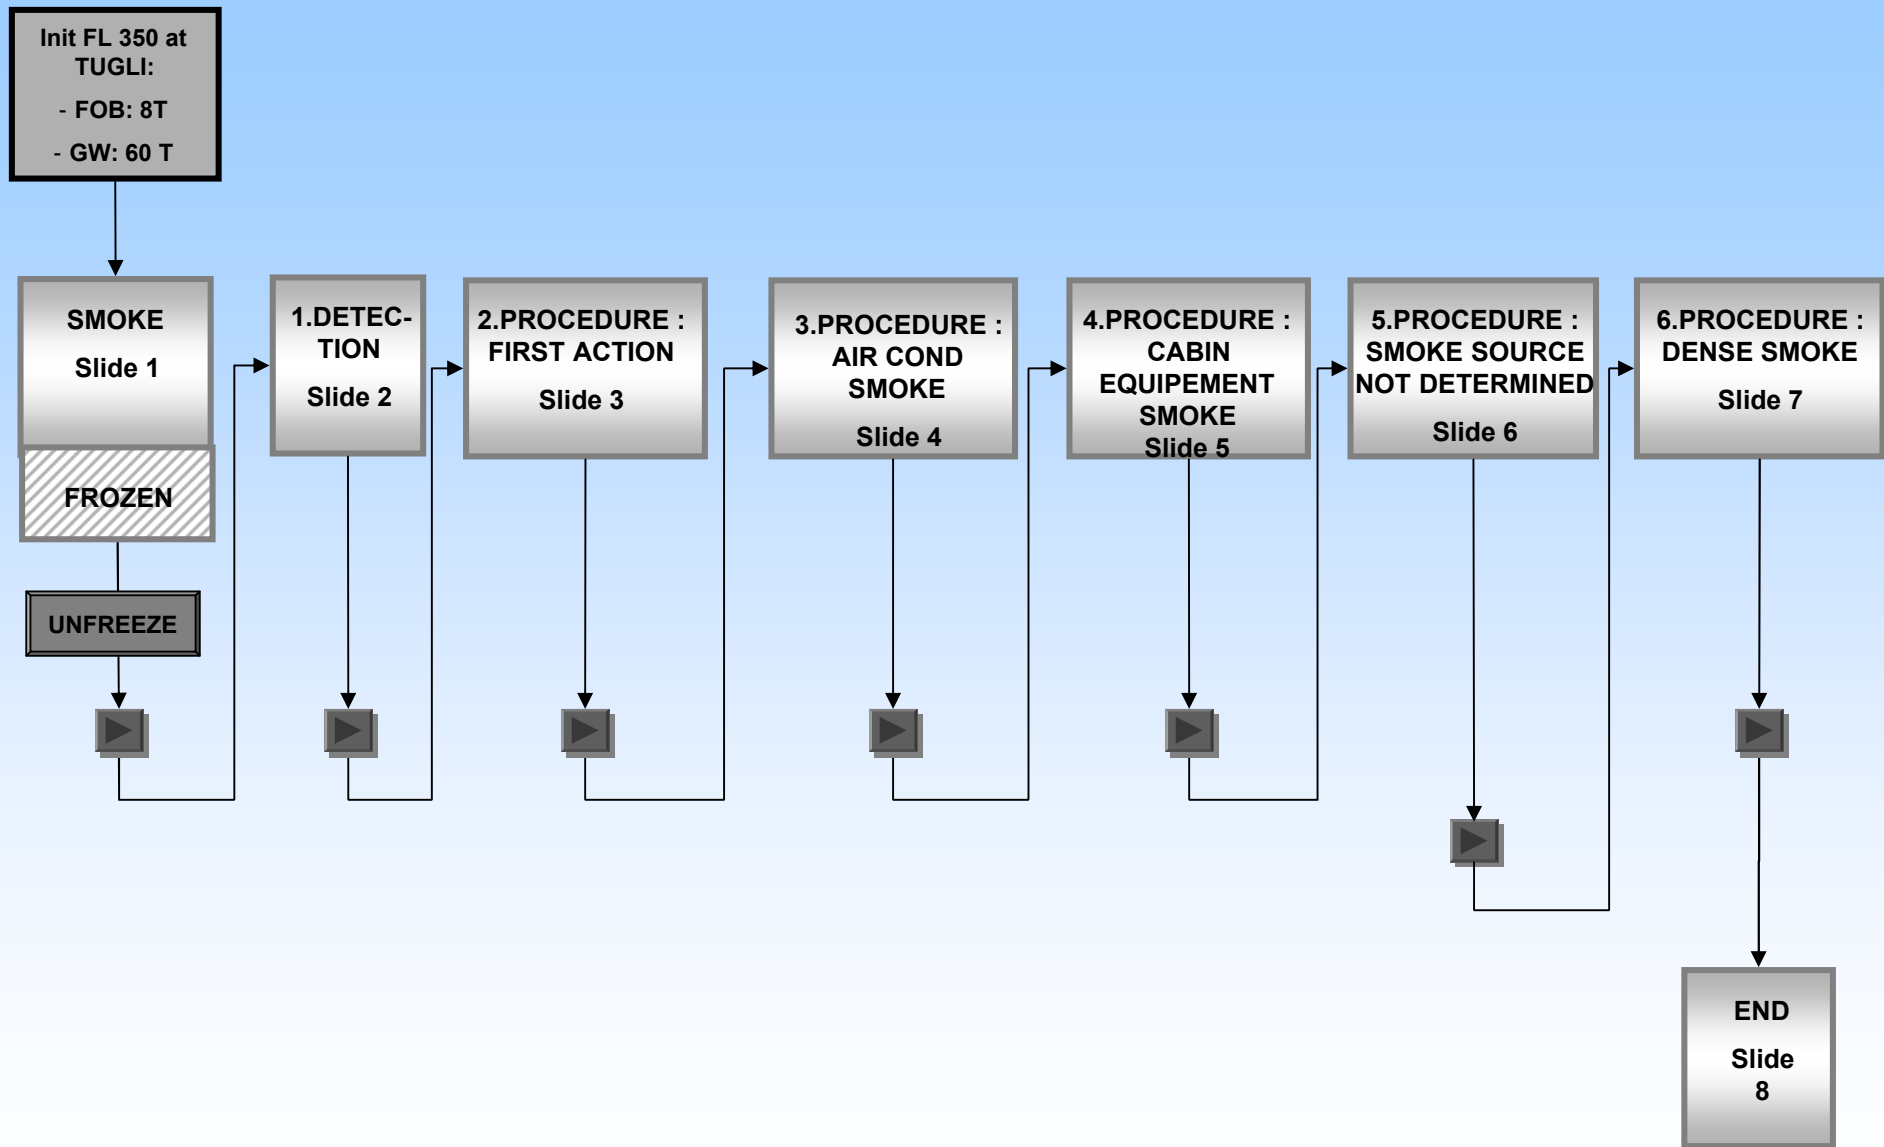 Init FL 350 at
TUGLI:
- FOB: 8T
- GW: 60 T
SMOKE
Slide 1
FROZEN
UNFREEZE
1.DETEC-
TION
Slide 2
2.PROCEDURE :
FIRST ACTION
Slide 3
3.PROCEDURE :
AIR COND
SMOKE
Slide 4
4.PROCEDURE :
CABIN
EQUIPEMENT
SMOKE
Slide 5
5.PROCEDURE :
SMOKE SOURCE
NOT DETERMINED
Slide 6
6.PROCEDURE :
DENSE SMOKE
Slide 7
END
Slide
8